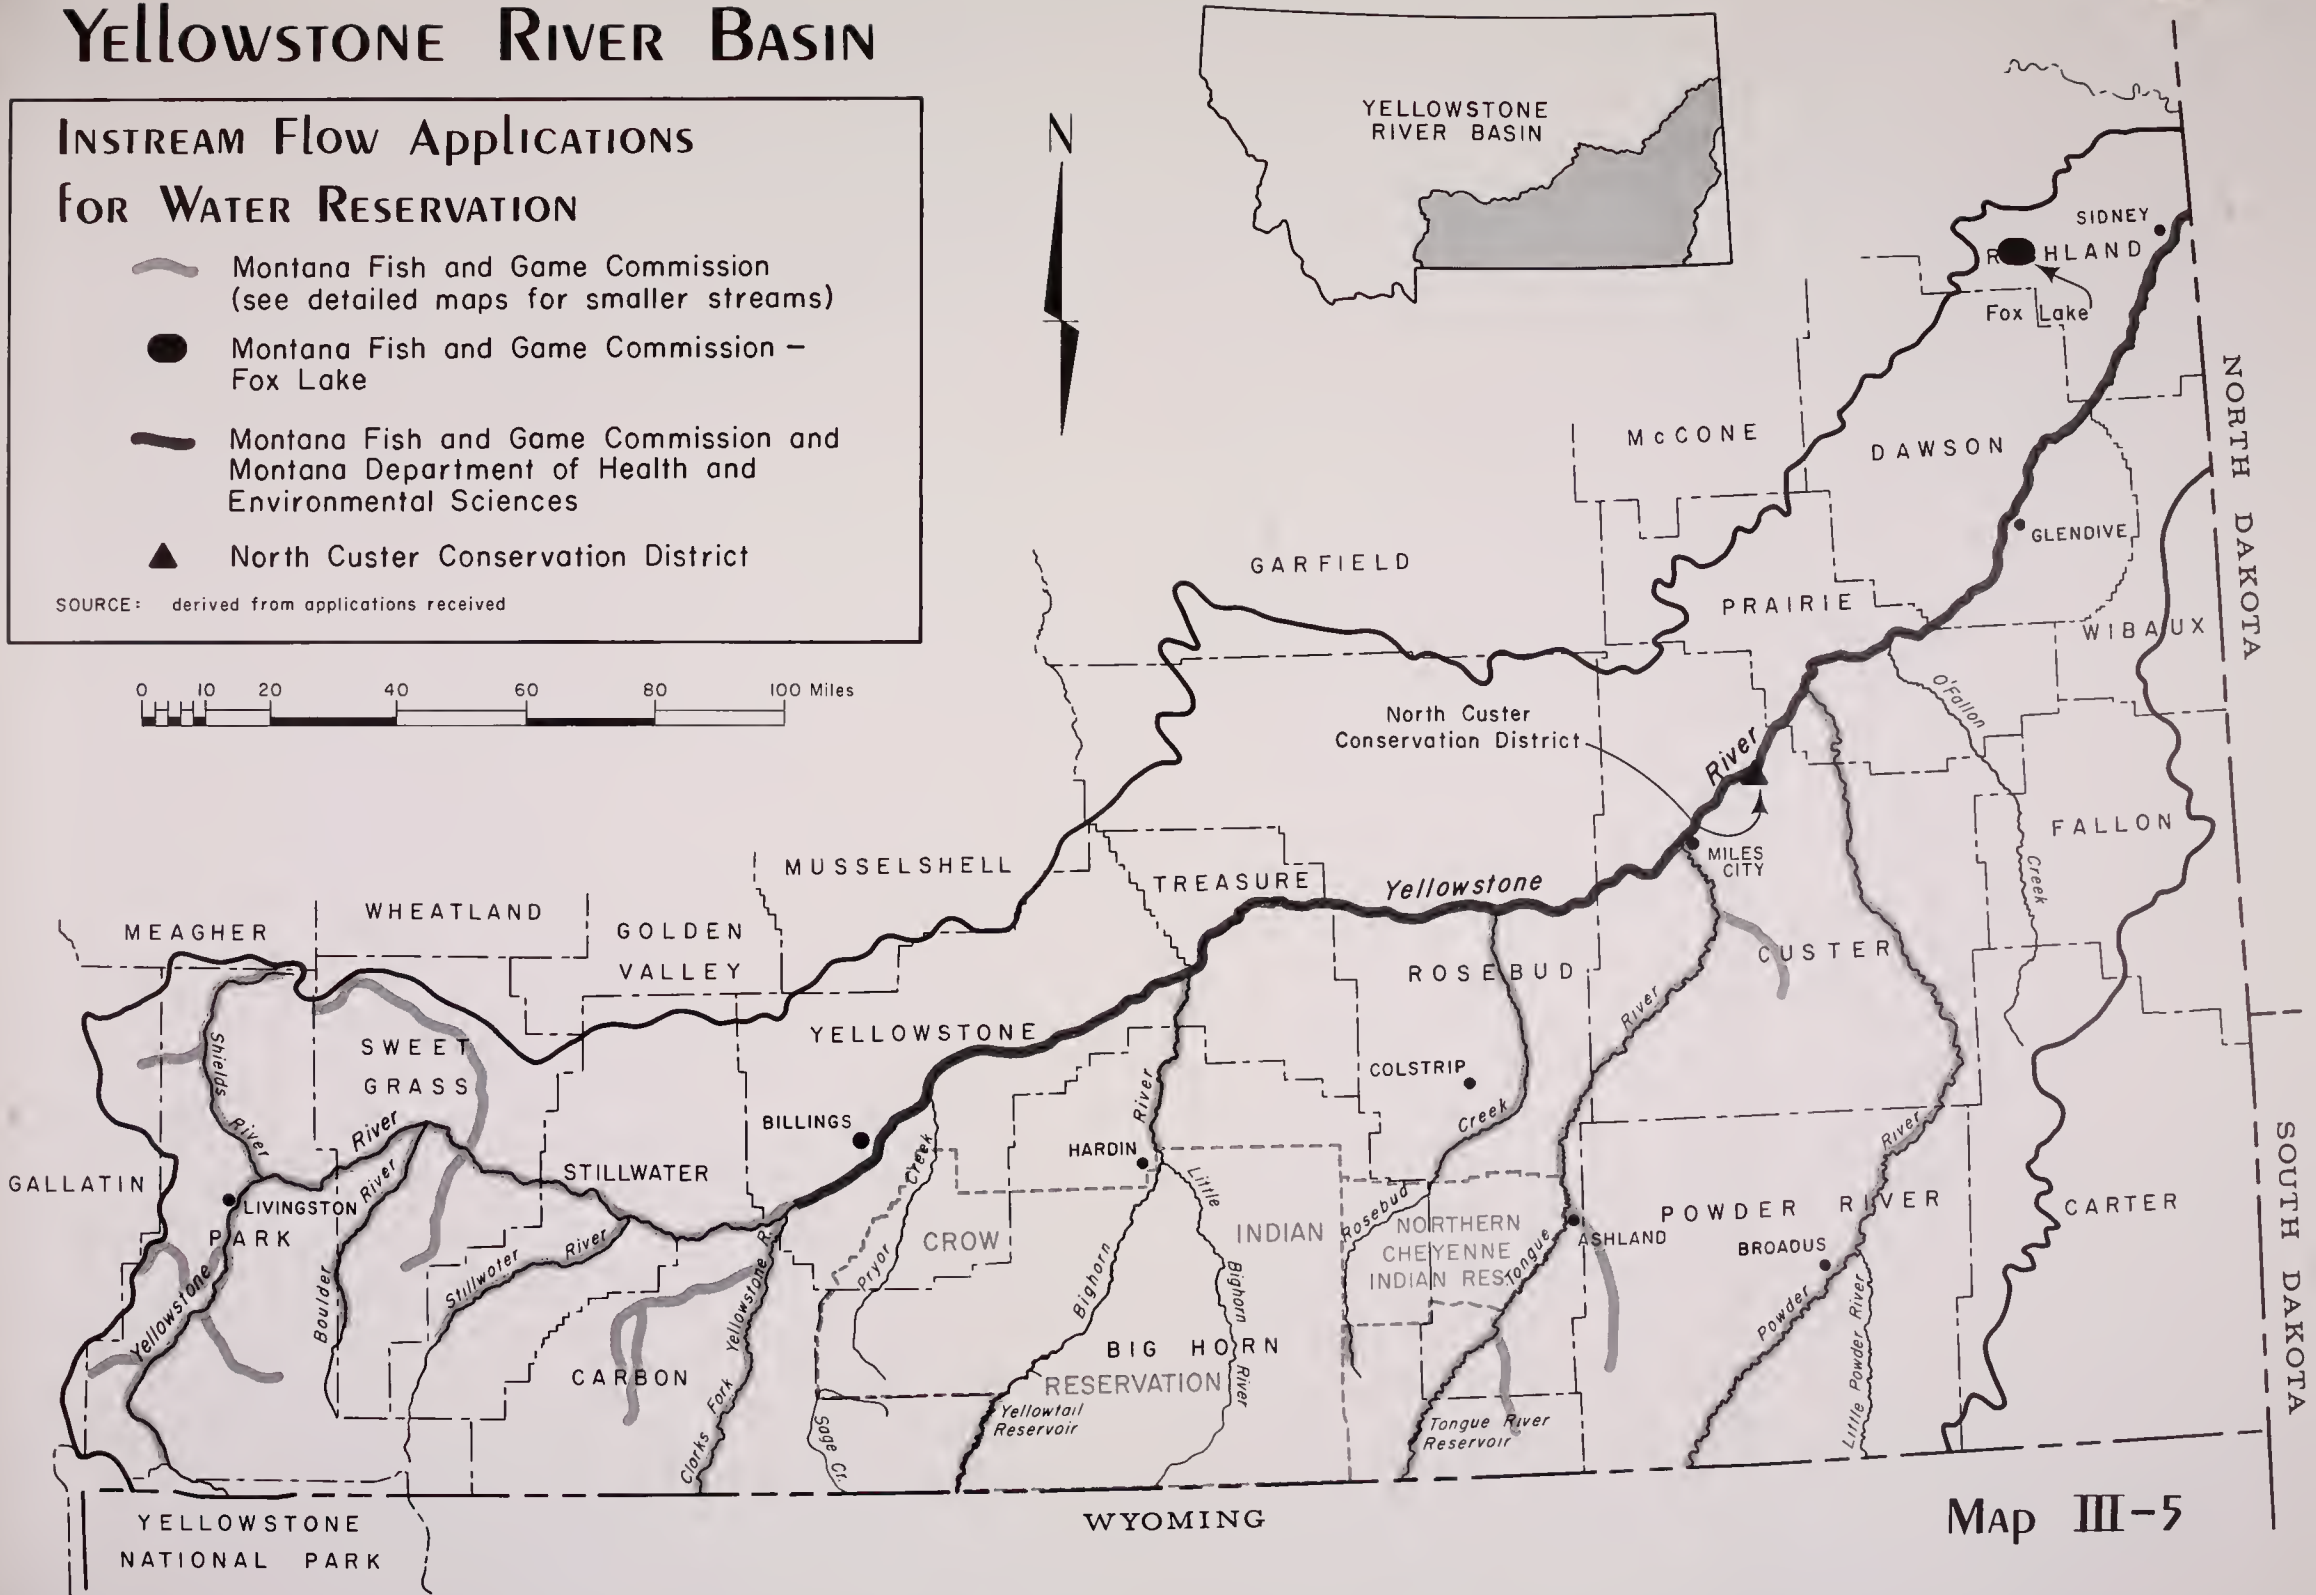 Yellowstone River Basin
Instream Flow Applications
for Water Reservation
Montana Fish and Game Commission
(see detailed maps for smaller streams)
Montana Fish and Game Commission –
Fox Lake
Montana Fish and Game Commission and
Montana Department of Health and
Environmental Sciences
North Custer Conservation District
SOURCE: derived from applications received
0 10 20 40 60 80 100 Miles
N
YELLOWSTONE
RIVER BASIN
SIDNEY
HLAND
Fox Lake
NORTH DAKOTA
McCONE
DAWSON
GLENDIVE
GARFIELD
PRAIRIE
WIBAUX
O'Fallon
Creek
North Custer
Conservation District
River
MILES
CITY
FALLON
MUSSELSHELL
TREASURE
Yellowstone
MEAGHER
WHEATLAND
GOLDEN
VALLEY
ROSEBUD
CUSTER
River
YELLOWSTONE
SWEET
GRASS
Shields
River
River
COLSTRIP
Creek
Rosebud
BILLINGS
River
HARDIN
Creek
Pryor
Little
Bighorn
River
STILLWATER
GALLATIN
LIVINGSTON
PARK
River
Boulder
Yellowstone
Stillwater
River
CROW
INDIAN
RESERVATION
NORTHERN
CHEYENNE
INDIAN RES.
Tongue
ASHLAND
POWDER RIVER
BROADUS
River
Powder
Little Powder River
CARTER
SOUTH DAKOTA
CARBON
Clarks Fork Yellowstone R.
Bighorn
BIG HORN
Yellowtail
Reservoir
Sage Cr.
Tongue River
Reservoir
WYOMING
YELLOWSTONE
NATIONAL PARK
Map III-5